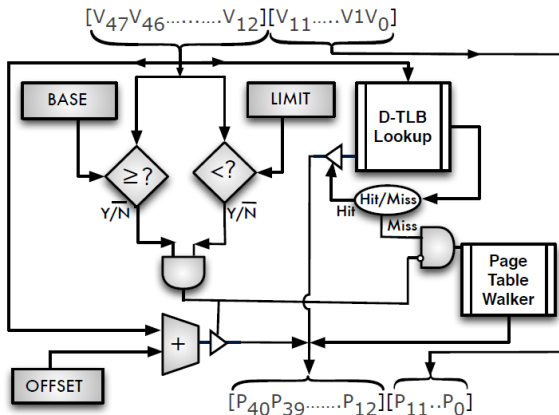 [V₄₇V₄₆...........V₁₂][V₁₁.....V1V₀]
BASE
LIMIT
D-TLB
Lookup
≥?
<?
Y/N̅
Y/N̅
Hit/Miss
Hit
Miss
Page
Table
Walker
+
OFFSET
[P₄₀P₃₉.......P₁₂][P₁₁..P₀]